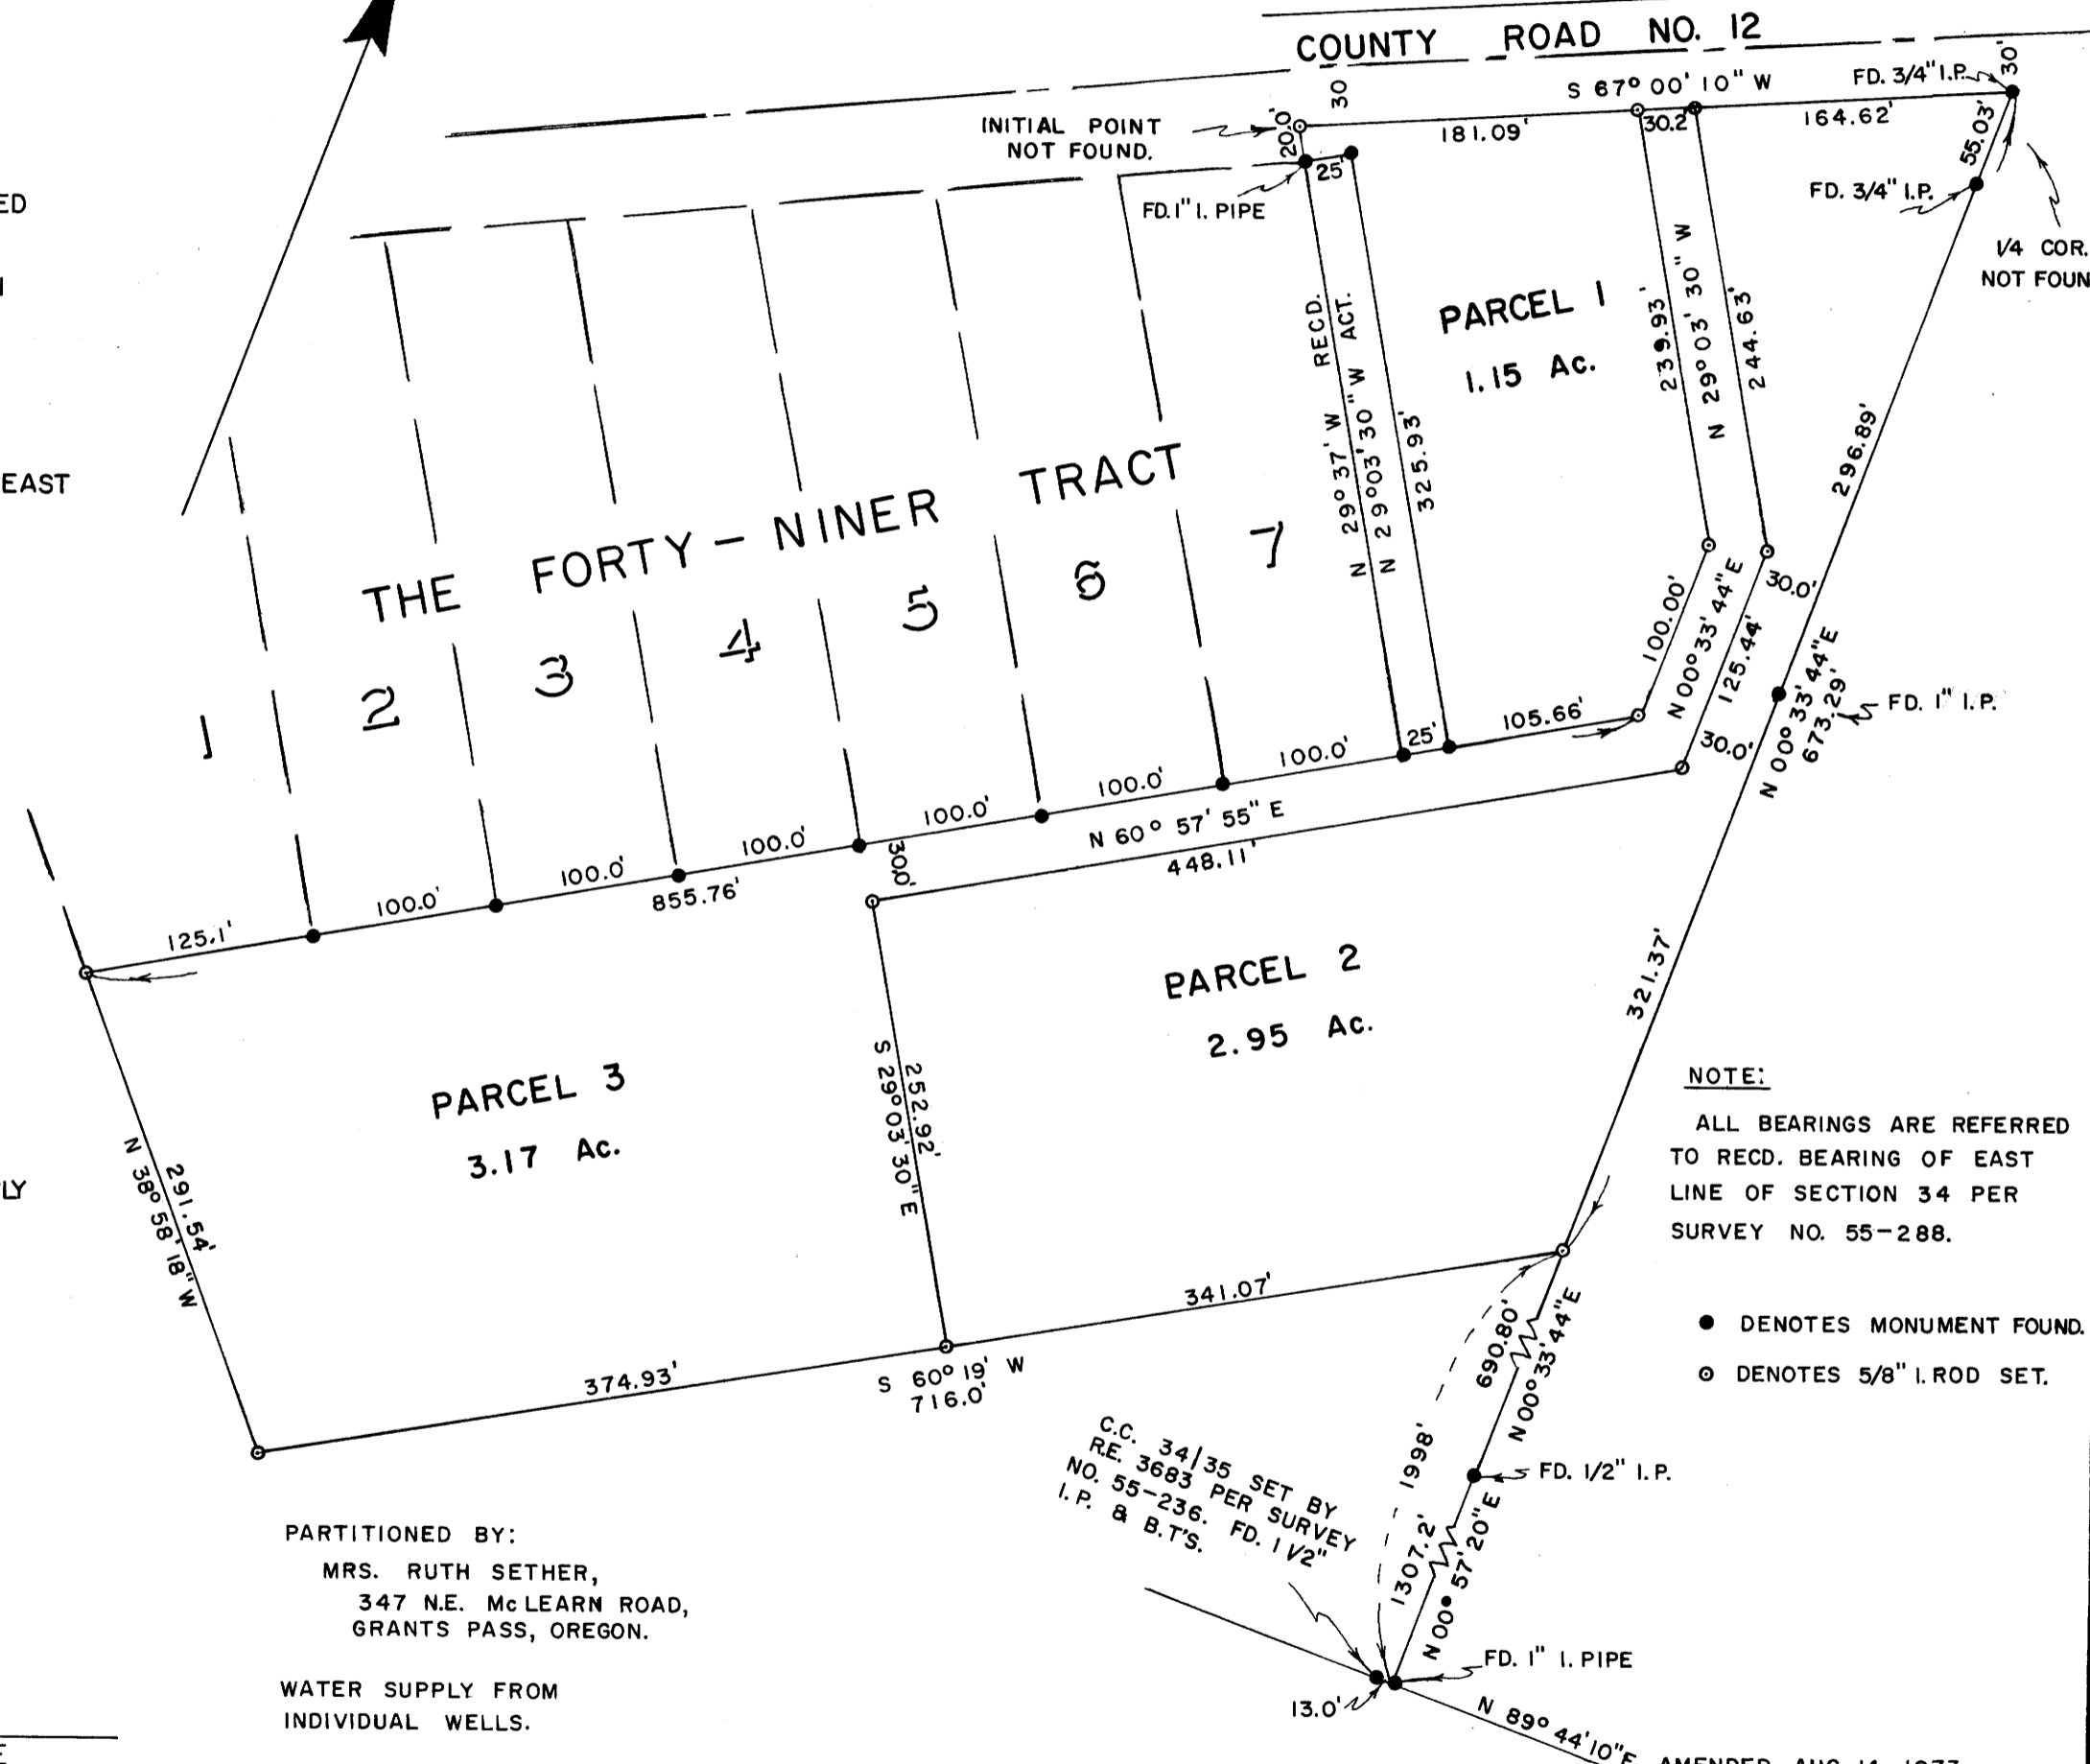 COUNTY ROAD NO. 12
S 67° 00' 10" W
FD. 3/4" I.P.
30'
30
20.0'
INITIAL POINT
NOT FOUND.
181.09'
30.2'
164.62'
55.03'
25'
FD. 1" I. PIPE
FD. 3/4" I.P.
1/4 COR.
NOT FOUN
ED
EAST
LY
PARCEL 1
1.15 Ac.
N 29° 37' W RECD.
N 29° 03' 30" W ACT.
325.93'
239.93'
N 29° 03' 30" W
244.63'
296.89'
THE FORTY-NINER TRACT
1
2
3
4
5
6
7
100.00'
N 00° 33' 44" E
125.44'
30.0'
30.0'
N 00° 33' 44" E
673.29'
FD. 1" I.P.
125.1'
100.0'
100.0'
100.0'
100.0'
100.0'
100.0'
25'
105.66'
855.76'
30.0'
N 60° 57' 55" E
448.11'
321.37'
PARCEL 2
2.95 Ac.
PARCEL 3
3.17 Ac.
252.92'
S 29° 03' 30" E
291.54'
N 38° 58' 18" W
374.93'
341.07'
S 60° 19' W
716.0'
NOTE:
ALL BEARINGS ARE REFERRED
TO RECD. BEARING OF EAST
LINE OF SECTION 34 PER
SURVEY NO. 55-288.
DENOTES MONUMENT FOUND.
DENOTES 5/8" I. ROD SET.
690.80'
N 00° 33' 44" E
1998'
FD. 1/2" I.P.
1307.2'
N 00° 57' 20" E
C.C. 34/35 SET BY
R.E. 3683 PER SURVEY
NO. 55-236. FD. 1 1/2"
I.P. & B.T'S.
FD. 1" I. PIPE
13.0'
N 89° 44' 10" E
PARTITIONED BY:
MRS. RUTH SETHER,
347 N.E. McLEARN ROAD,
GRANTS PASS, OREGON.
WATER SUPPLY FROM
INDIVIDUAL WELLS.